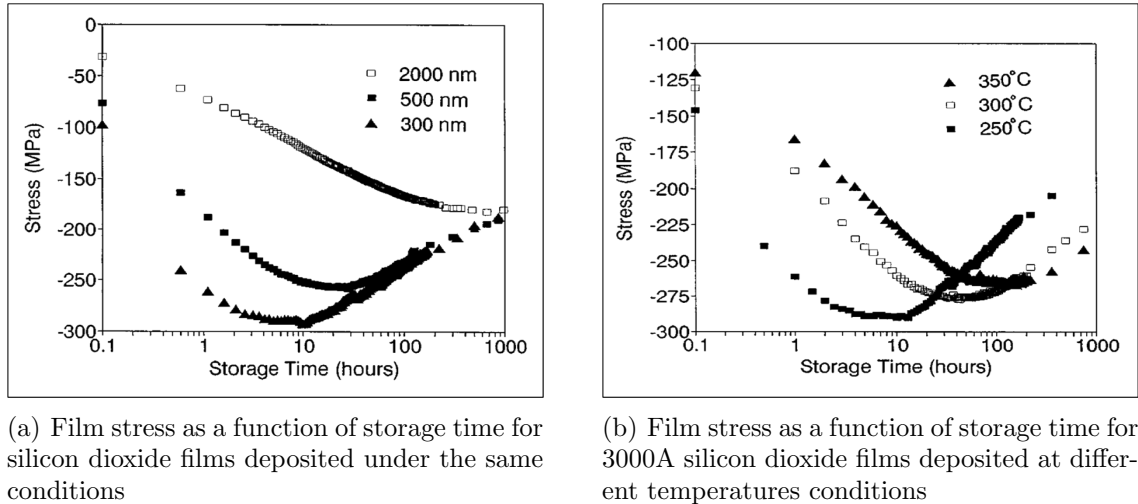 0
-50
-100
-150
-200
-250
-300
Stress (MPa)
2000 nm
500 nm
300 nm
0.1
1
10
100
1000
Storage Time (hours)
-100
-125
-150
-175
-200
-225
-250
-275
-300
Stress (MPa)
350°C
300°C
250°C
0.1
1
10
100
1000
Storage Time (hours)
(a) Film stress as a function of storage time for
silicon dioxide films deposited under the same
conditions
(b) Film stress as a function of storage time for
3000A silicon dioxide films deposited at differ-
ent temperatures conditions